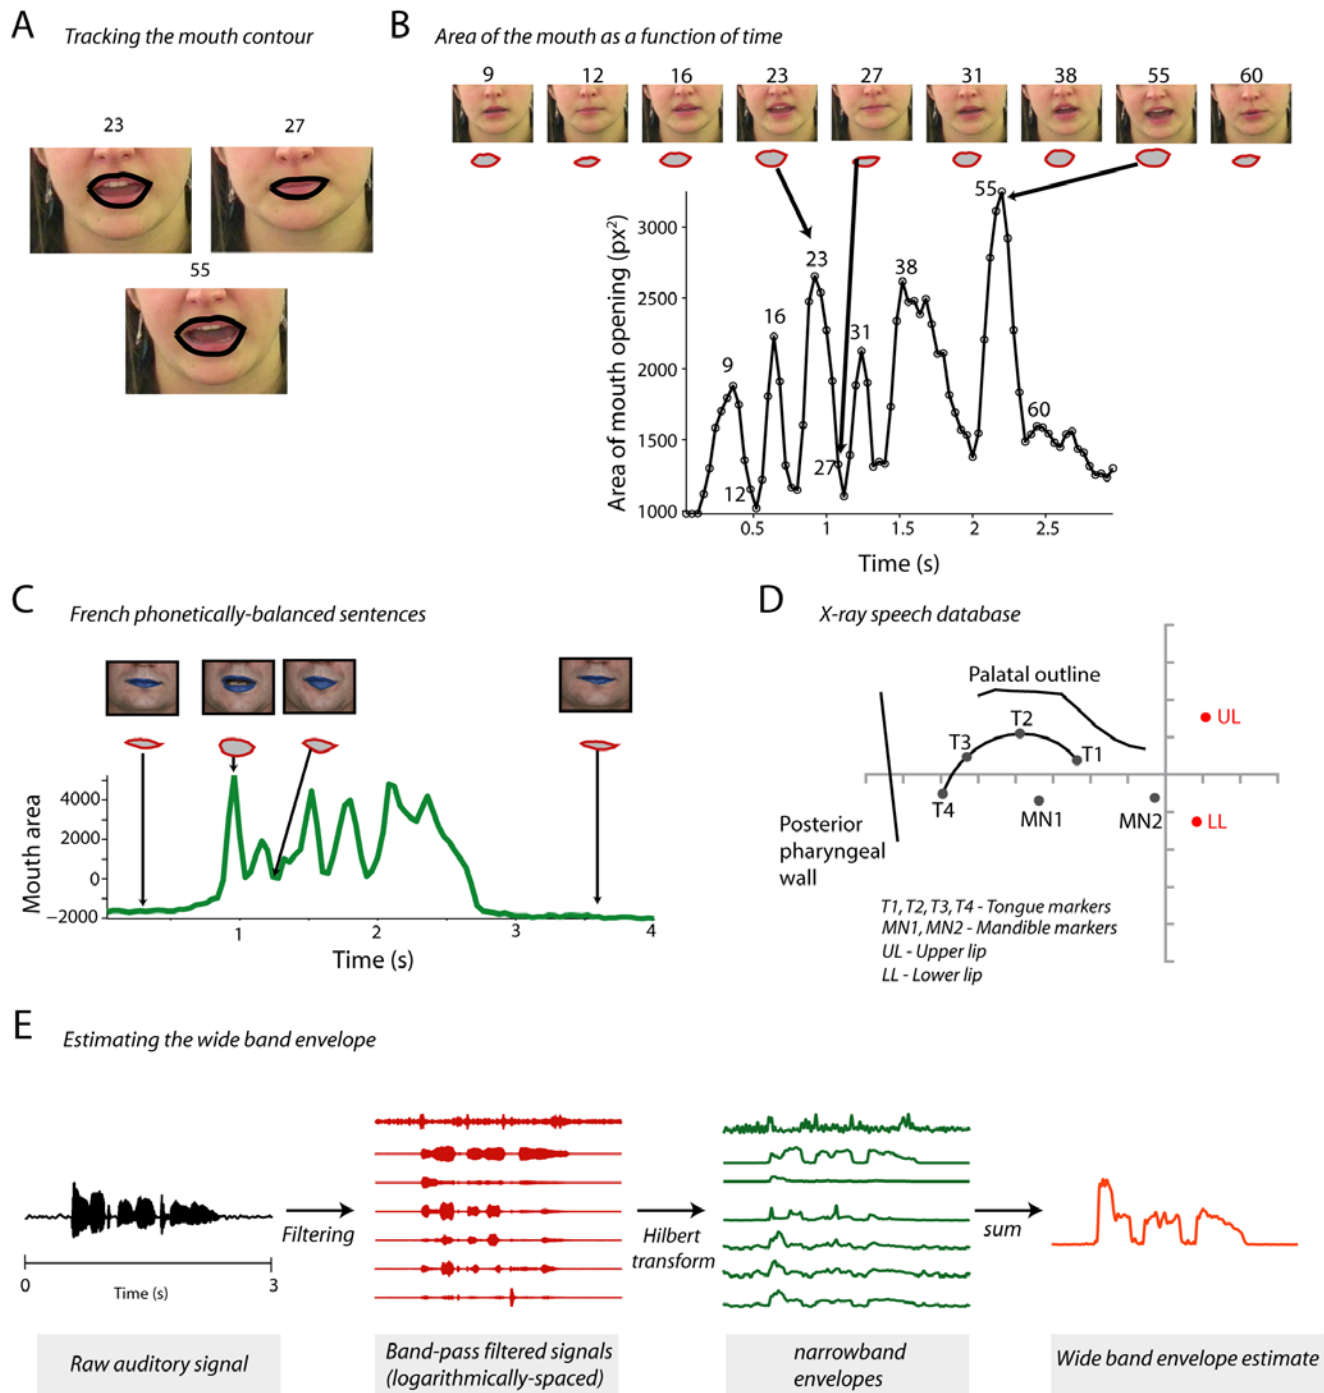 A
Tracking the mouth contour
23
27
55
B
Area of the mouth as a function of time
9 12 16 23 27 31 38 55 60
Area of mouth opening (px²)
3000
2500
2000
1500
1000
9
12
16
23
27
31
38
55
60
0.5 1 1.5 2 2.5
Time (s)
C
French phonetically-balanced sentences
Mouth area
4000
2000
0
−2000
1 2 3 4
Time (s)
D
X-ray speech database
Palatal outline
UL
T2
T3
T1
T4
MN1
MN2
LL
Posterior
pharyngeal
wall
T1, T2, T3, T4 - Tongue markers
MN1, MN2 - Mandible markers
UL - Upper lip
LL - Lower lip
E
Estimating the wide band envelope
Filtering
Hilbert
transform
sum
0 3
Time (s)
Raw auditory signal
Band-pass filtered signals
(logarithmically-spaced)
narrowband
envelopes
Wide band envelope estimate